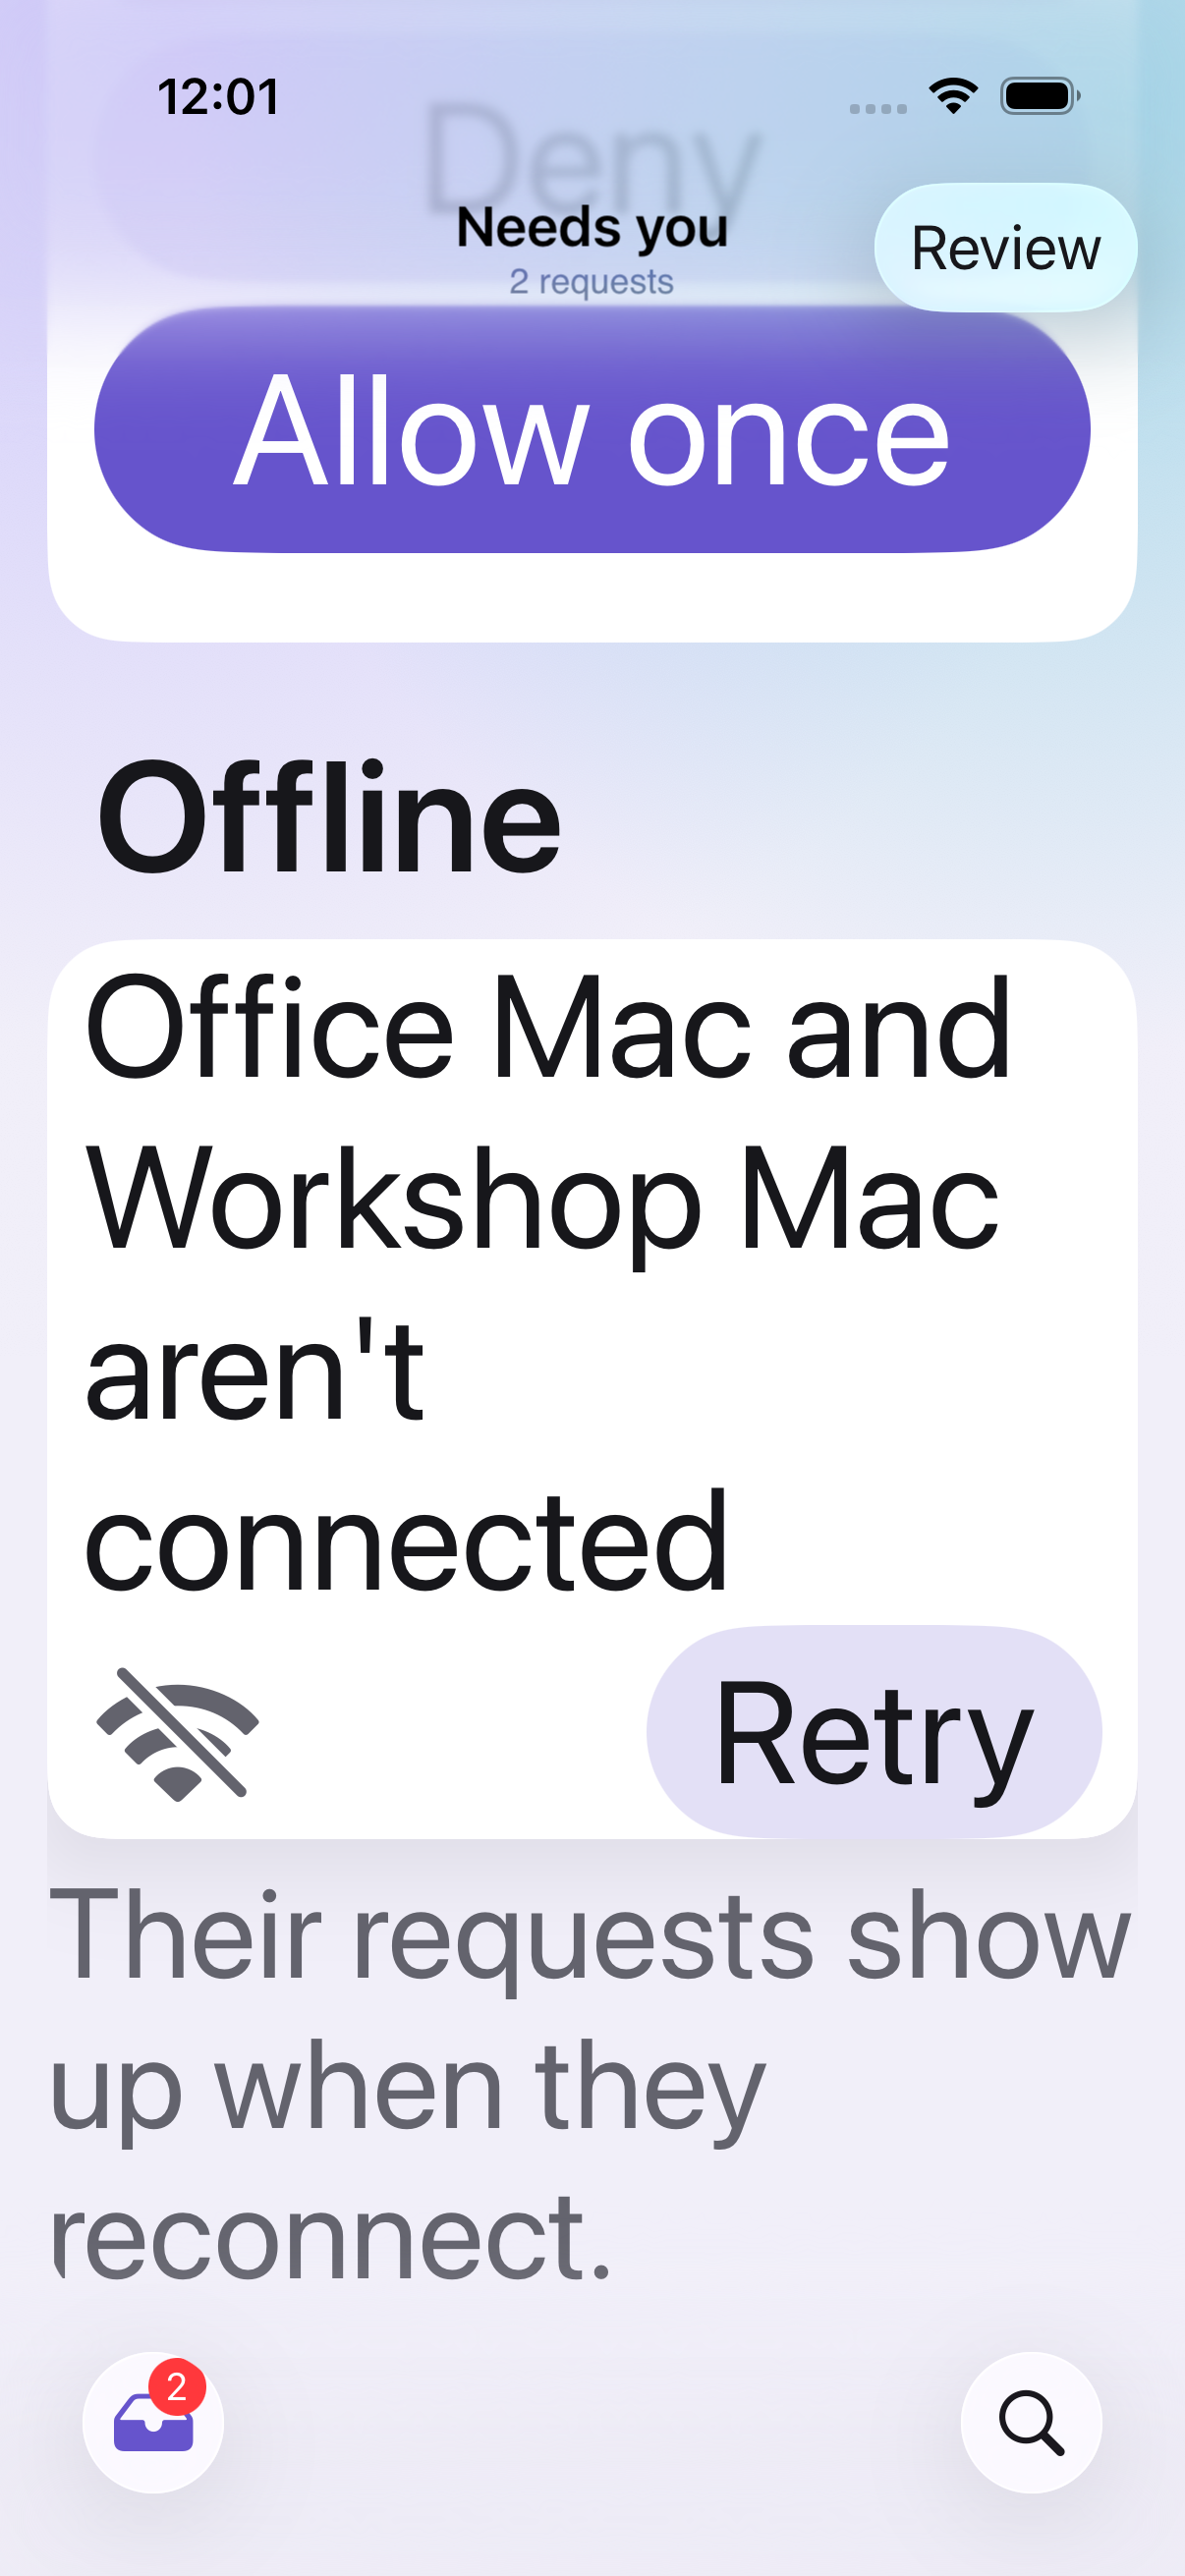 12:01
Deny
Needs you
2 requests
Review
Allow once
Offline
Office Mac and
Workshop Mac
aren't
connected
Retry
Their requests show
up when they
reconnect.
2